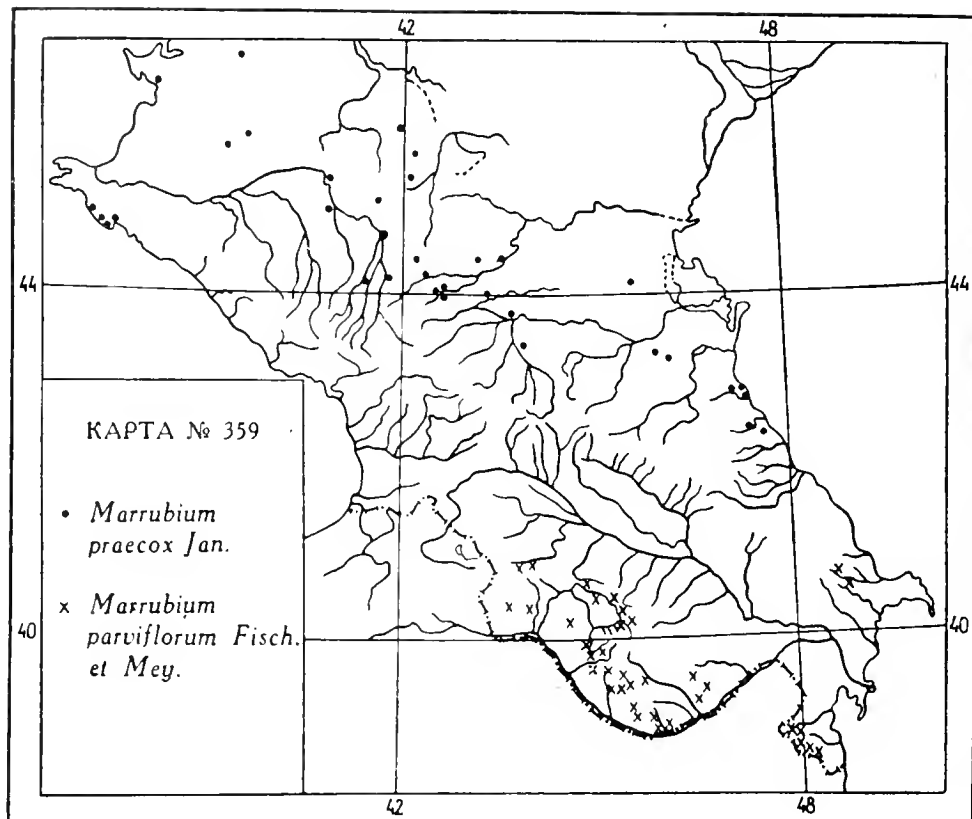 42 48
44 44
КАРТА № 359
• Marrubium
praecox Jan.
x Marrubium
parviflorum Fisch.
et Mey.
40 40
42 48